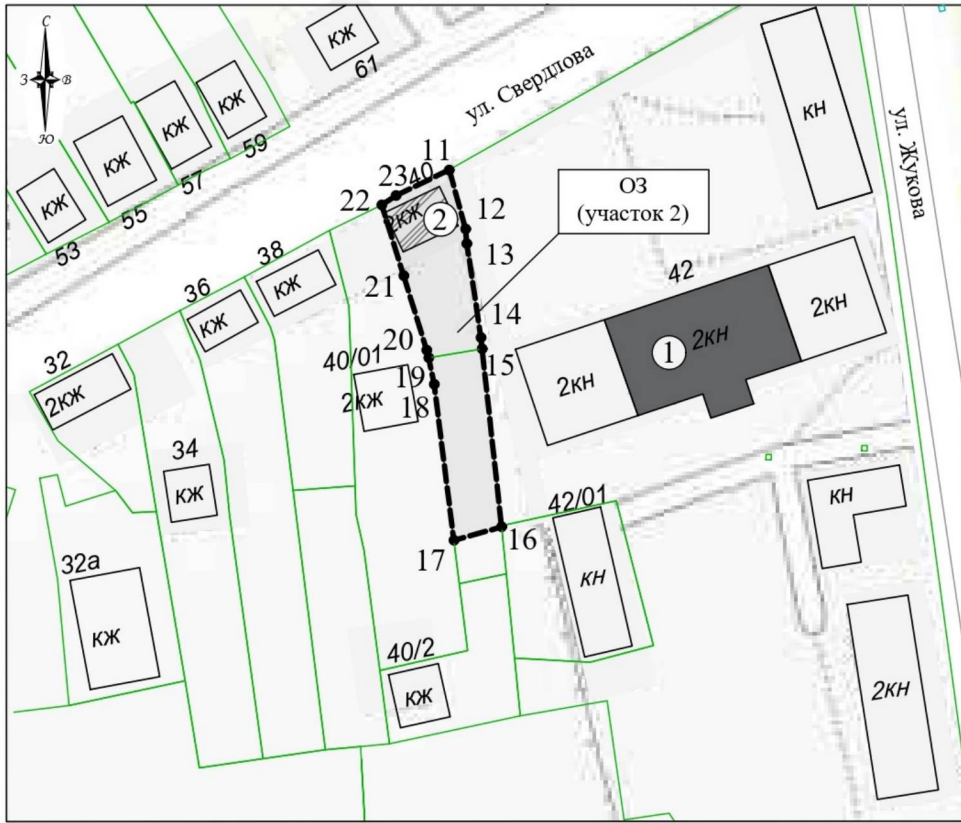 С
З
В
Ю
КЖ
61
ул. Свердлова
КН
ул. Жукова
КЖ
59
КЖ
57
КЖ
55
КЖ
53
11
23
40
22
2КЖ
2
12
13
ОЗ
(участок 2)
38
КЖ
36
КЖ
21
42
2КН
14
2КН
1
2КН
15
20
19
18
40/01
2КЖ
32
2КЖ
34
КЖ
КН
42/01
16
17
КН
32а
КЖ
40/2
КЖ
2КН